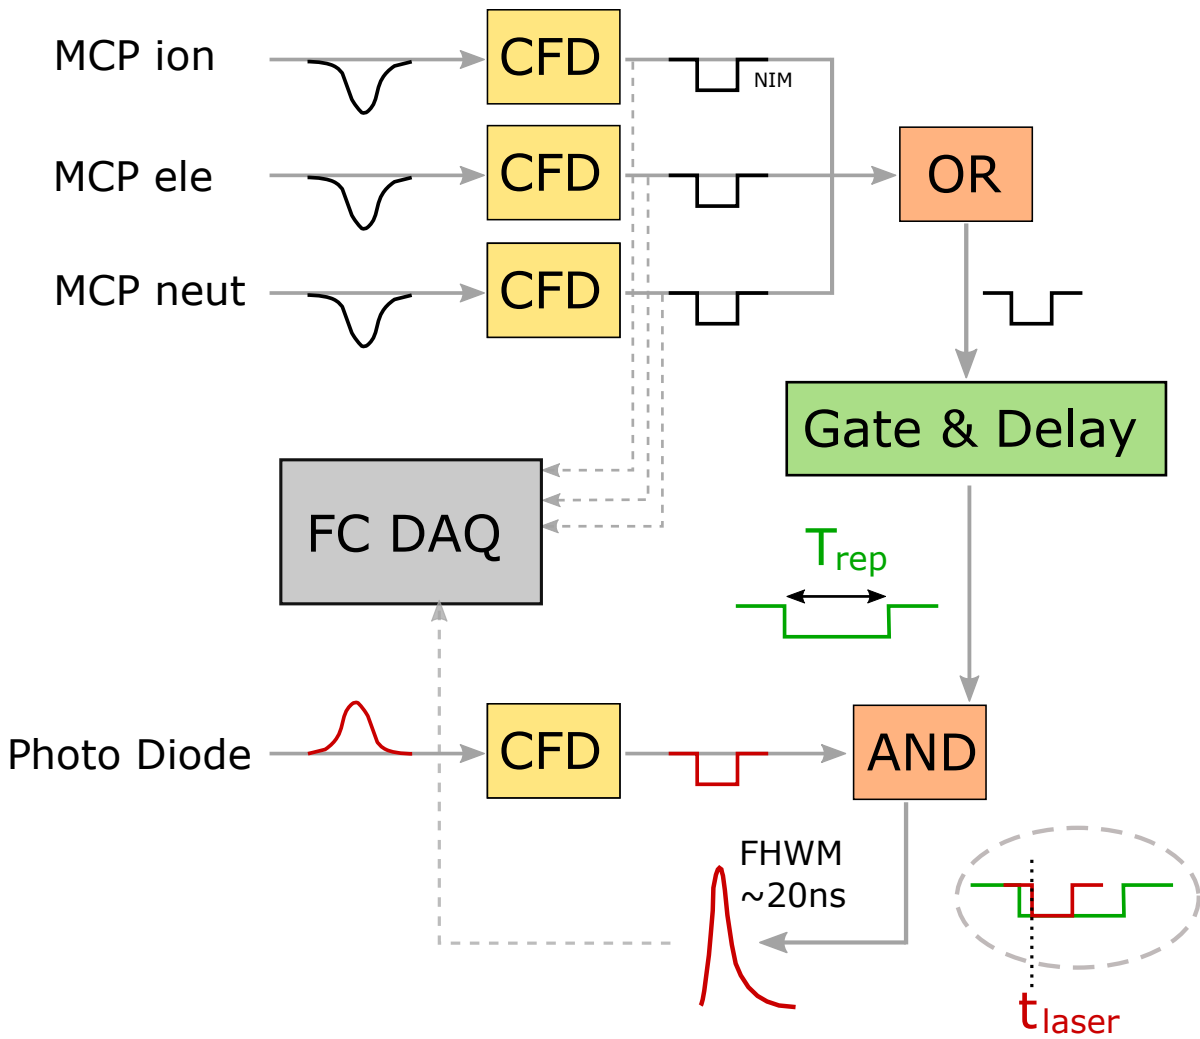 MCP ion
CFD
NIM
MCP ele
CFD
OR
MCP neut
CFD
Gate & Delay
FC DAQ
Trep
Photo Diode
CFD
AND
FHWM
~20ns
tlaser